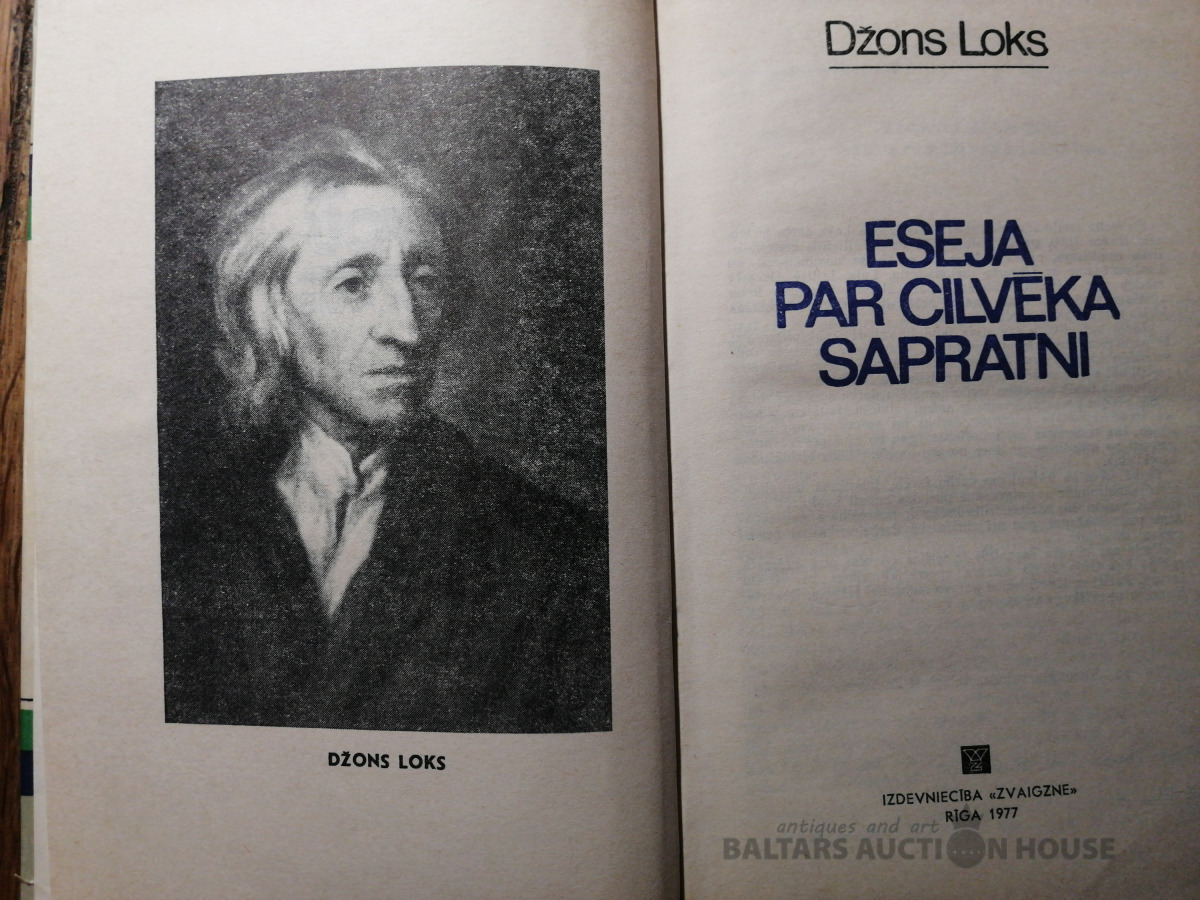 DŽONS LOKS
Džons Loks
ESEJA
PAR CILVĒKA
SAPRATNI
IZDEVNIECĪBA «ZVAIGZNE»
RĪGA 1977
antiques and art
BALTARS AUCTION HOUSE